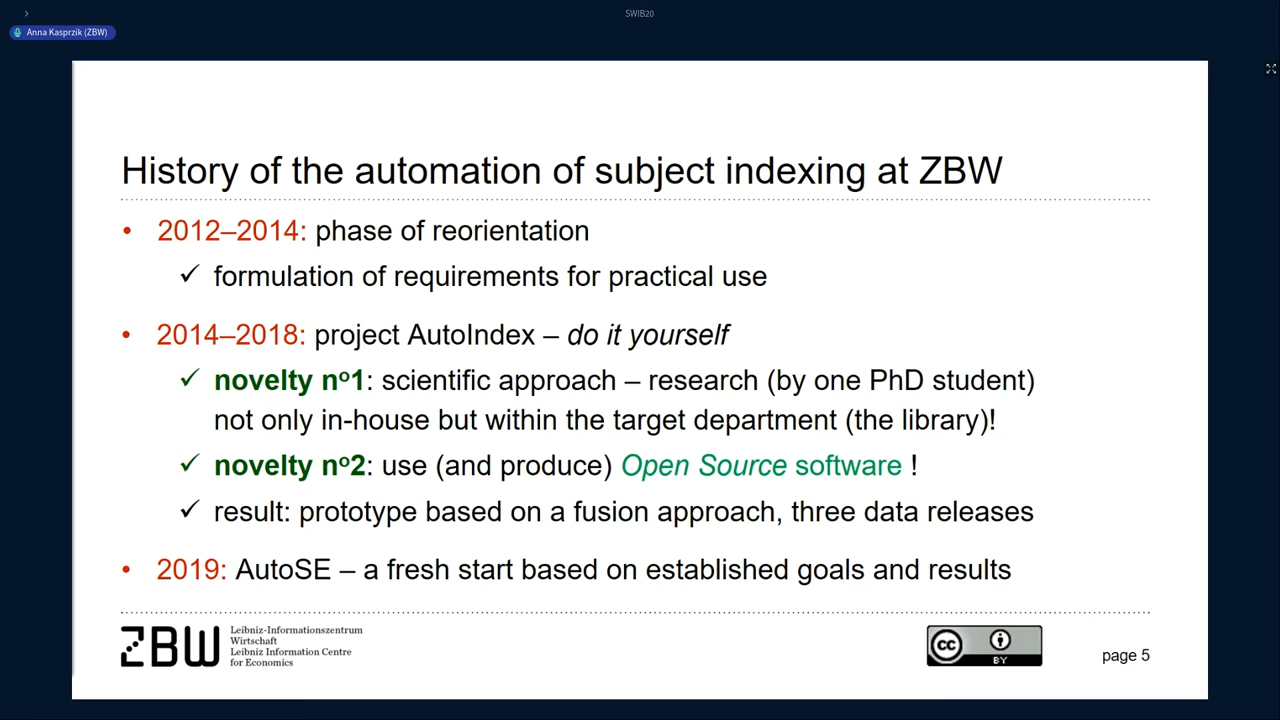 SWIB20
Anna Kasprzik (ZBW)
History of the automation of subject indexing at ZBW
• 2012–2014: phase of reorientation
✓ formulation of requirements for practical use
• 2014–2018: project AutoIndex – do it yourself
✓ novelty nº1: scientific approach – research (by one PhD student)
not only in-house but within the target department (the library)!
✓ novelty nº2: use (and produce) Open Source software !
✓ result: prototype based on a fusion approach, three data releases
• 2019: AutoSE – a fresh start based on established goals and results
ZBW
Leibniz-Informationszentrum
Wirtschaft
Leibniz Information Centre
for Economics
CC
BY
page 5